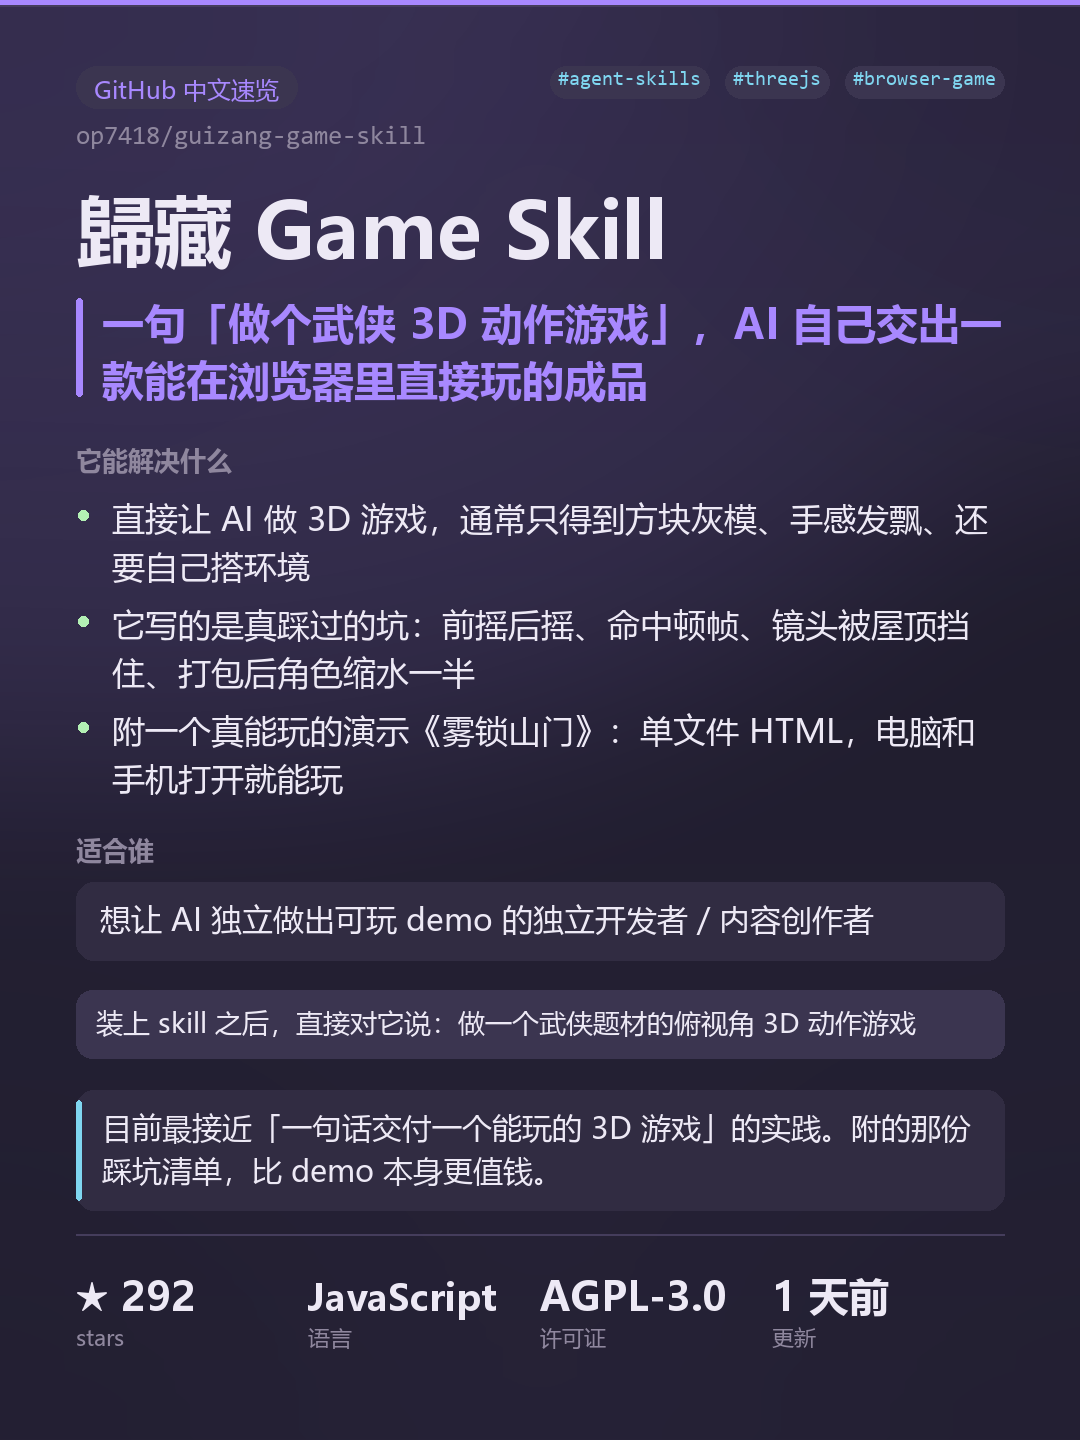 GitHub 中文速览
#agent-skills #threejs #browser-game
op7418/guizang-game-skill
歸藏 Game Skill
一句「做个武侠 3D 动作游戏」，AI 自己交出一
款能在浏览器里直接玩的成品
它能解决什么
• 直接让 AI 做 3D 游戏，通常只得到方块灰模、手感发飘、还
要自己搭环境
• 它写的是真踩过的坑：前摇后摇、命中顿帧、镜头被屋顶挡
住、打包后角色缩水一半
• 附一个真能玩的演示《雾锁山门》：单文件 HTML，电脑和
手机打开就能玩
适合谁
想让 AI 独立做出可玩 demo 的独立开发者 / 内容创作者
装上 skill 之后，直接对它说：做一个武侠题材的俯视角 3D 动作游戏
目前最接近「一句话交付一个能玩的 3D 游戏」的实践。附的那份
踩坑清单，比 demo 本身更值钱。
★ 292 JavaScript AGPL-3.0 1 天前
stars 语言 许可证 更新